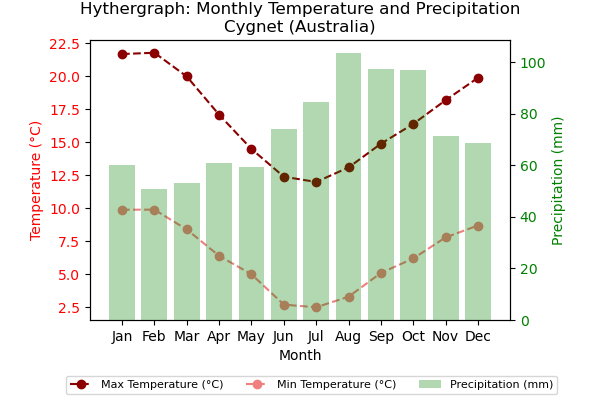 Hythergraph: Monthly Temperature and Precipitation
Cygnet (Australia)
Temperature (°C)
22.5
20.0
17.5
15.0
12.5
10.0
7.5
5.0
2.5
100
80
60
40
20
0
Precipitation (mm)
Jan Feb Mar Apr May Jun Jul Aug Sep Oct Nov Dec
Month
Max Temperature (°C) Min Temperature (°C) Precipitation (mm)